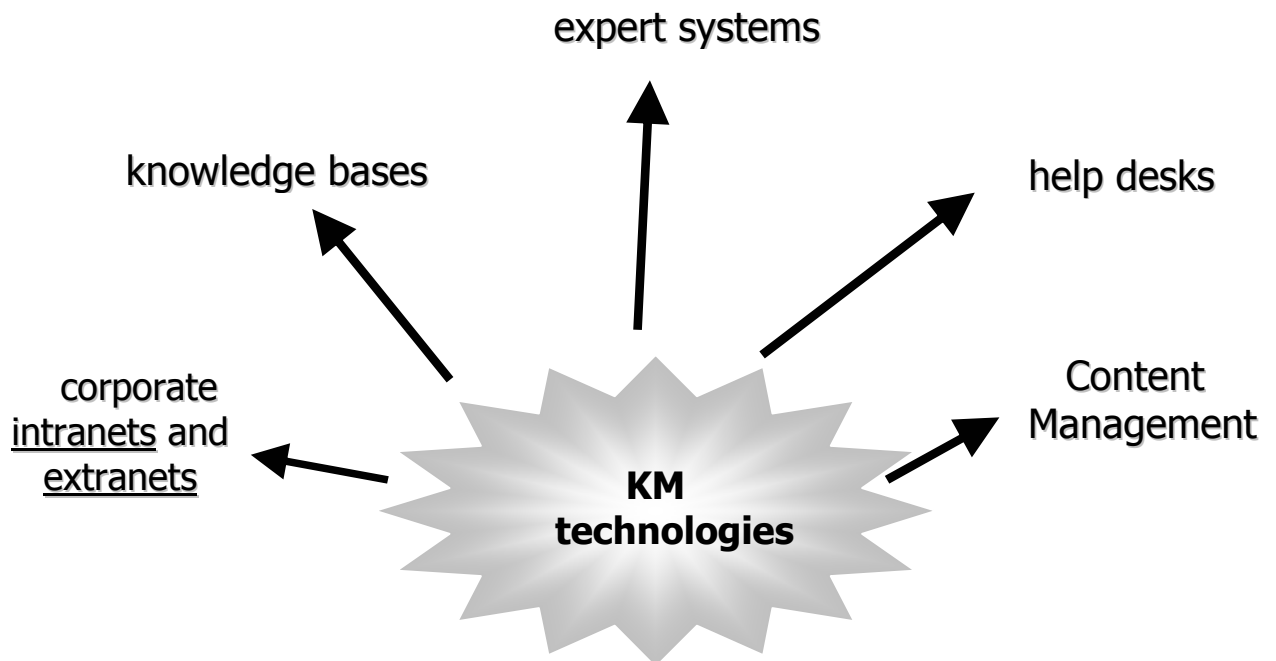 expert systems
knowledge bases
help desks
corporate
intranets and
extranets
Content
Management
KM
technologies